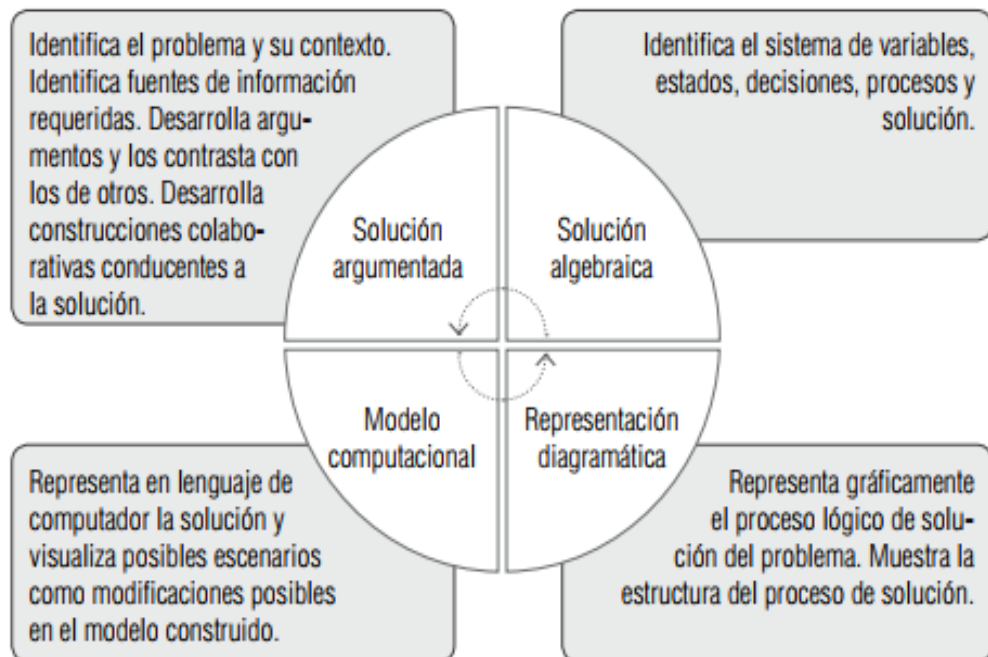 Identifica el problema y su contexto.
Identifica fuentes de información
requeridas. Desarrolla argu-
mentos y los contrasta con
los de otros. Desarrolla
construcciones colabo-
rativas conducentes a
la solución.
Identifica el sistema de variables,
estados, decisiones, procesos y
solución.
Solución
argumentada
Solución
algebraica
Modelo
computacional
Representación
diagramática
Representa en lenguaje de
computador la solución y
visualiza posibles escenarios
como modificaciones posibles
en el modelo construido.
Representa gráficamente
el proceso lógico de solu-
ción del problema. Muestra la
estructura del proceso de solución.